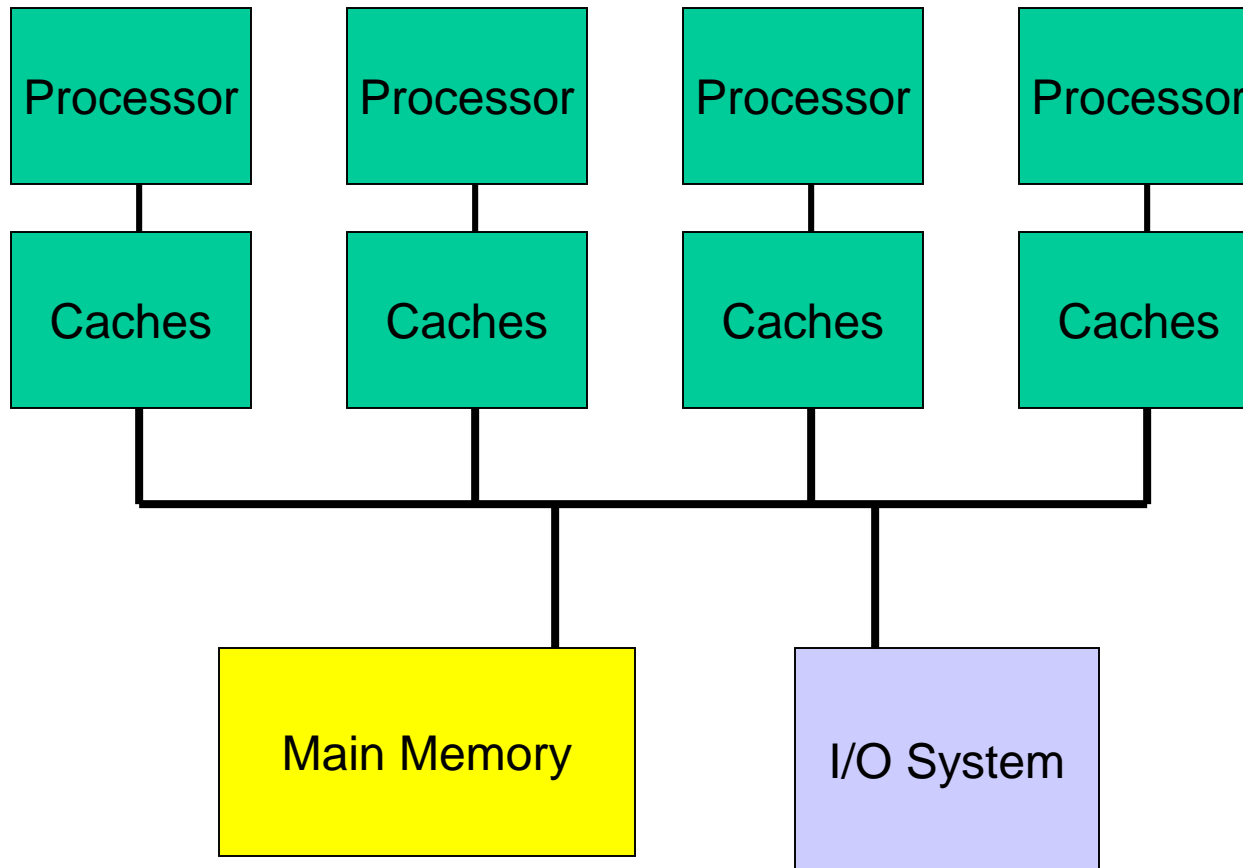 Processor
Processor
Processor
Processor
Caches
Caches
Caches
Caches
Main Memory
I/O System